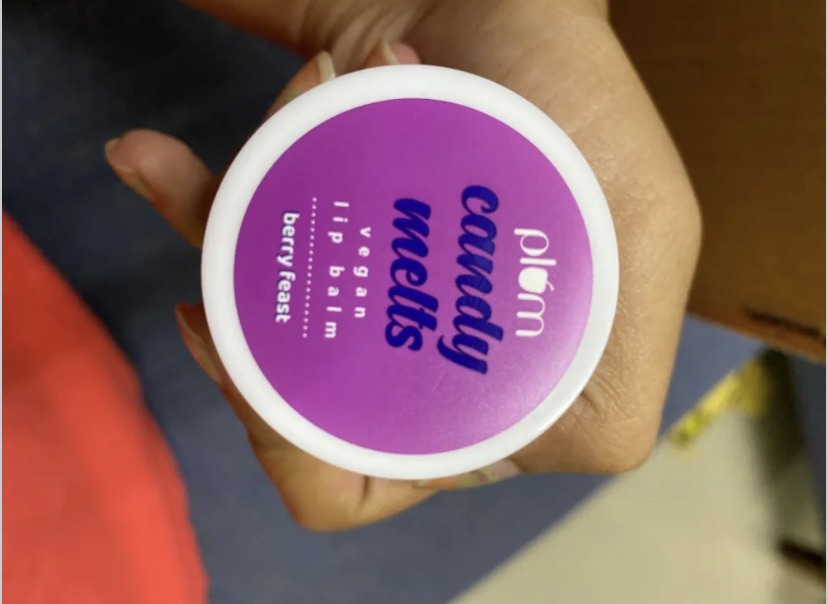 plum
candy
melts
vegan
lip balm
berry feast